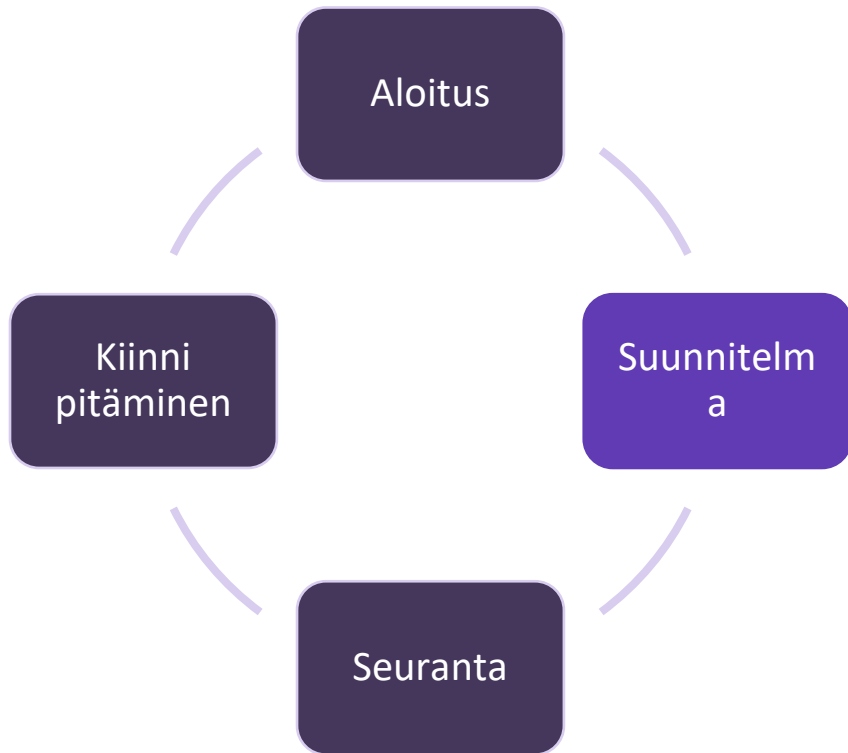 Aloitus
Kiinni
pitäminen
Suunnitelm
a
Seuranta